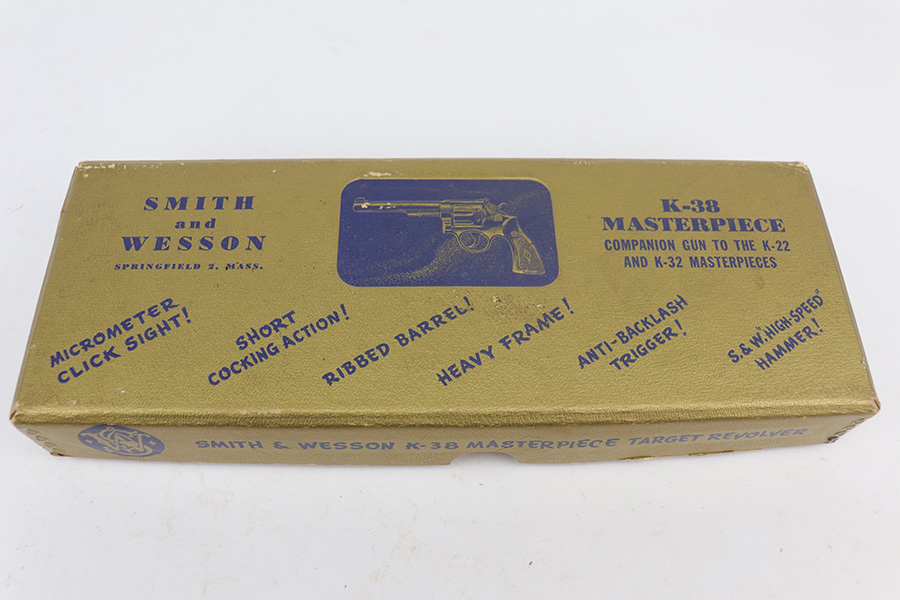 SMITH
and
WESSON
SPRINGFIELD 2, MASS.
K-38
MASTERPIECE
COMPANION GUN TO THE K-22
AND K-32 MASTERPIECES
MICROMETER
CLICK SIGHT!
SHORT
COCKING ACTION!
RIBBED BARREL!
HEAVY FRAME!
ANTI-BACKLASH
TRIGGER!
S.&W. "HIGH-SPEED"
HAMMER!
SMITH & WESSON K-38 MASTERPIECE TARGET REVOLVER